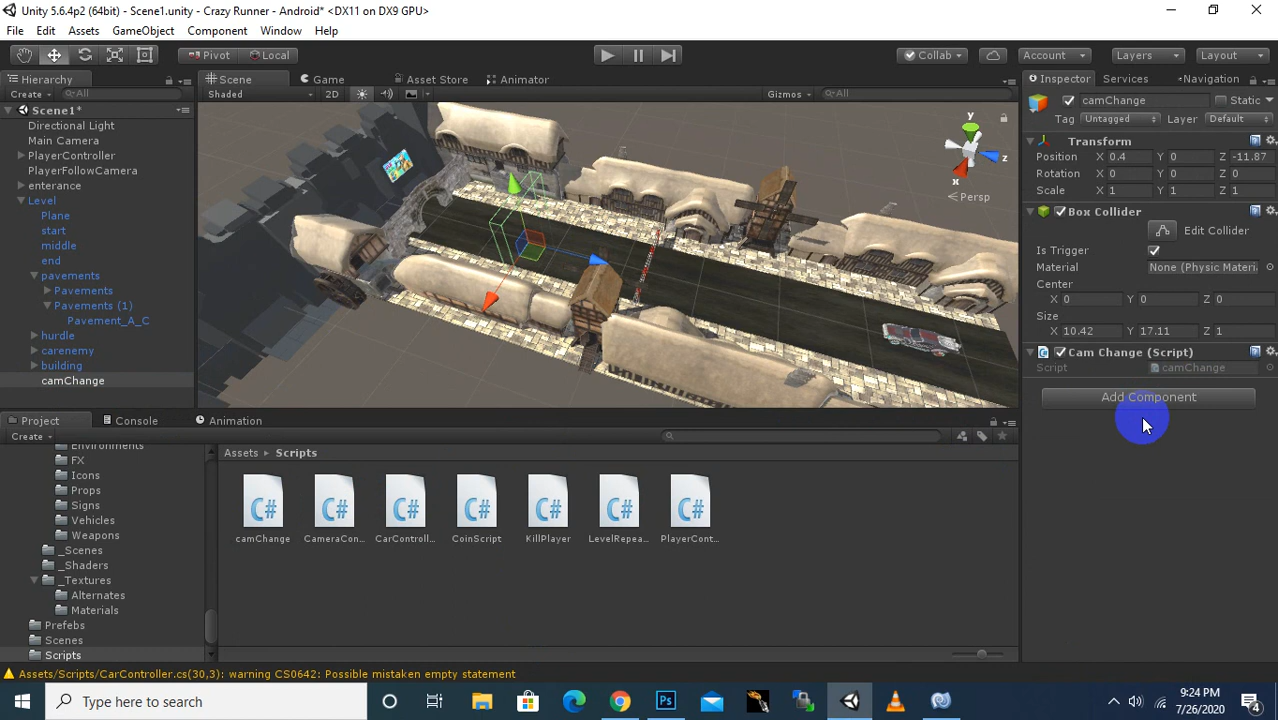 Unity 5.6.4p2 (64bit) - Scene1.unity - Crazy Runner - Android* <DX11 on DX9 GPU>
File Edit Assets GameObject Component Window Help
Pivot Local Collab Account Layers Layout
Hierarchy Scene Game Asset Store Animator Inspector Services Navigation
Create All Shaded 2D Gizmos All camChange Static
Tag Untagged Layer Default
Scene1*
Directional Light
Main Camera
PlayerController
PlayerFollowCamera
enterance
Level
Plane
start
middle
end
pavements
Pavements
Pavements (1)
Pavement_A_C
hurdle
carenemy
building
camChange
y
z
x
Persp
Transform
Position X 0.4 Y 0 Z -11.87
Rotation X 0 Y 0 Z 0
Scale X 1 Y 1 Z 1
Box Collider
Edit Collider
Is Trigger
Material None (Physic Materi
Center
X 0 Y 0 Z 0
Size
X 10.42 Y 17.11 Z 1
Cam Change (Script)
Script camChange
Add Component
Project Console Animation
Create
Environments
FX
Icons
Props
Signs
Vehicles
Weapons
_Scenes
_Shaders
_Textures
Alternates
Materials
Prefebs
Scenes
Scripts
Assets Scripts
C# C# C# C# C# C# C#
camChange CameraCon... CarControll... CoinScript KillPlayer LevelRepea... PlayerCont...
Assets/Scripts/CarController.cs(30,3): warning CS0642: Possible mistaken empty statement
Type here to search
Ps
9:24 PM
7/26/2020
4